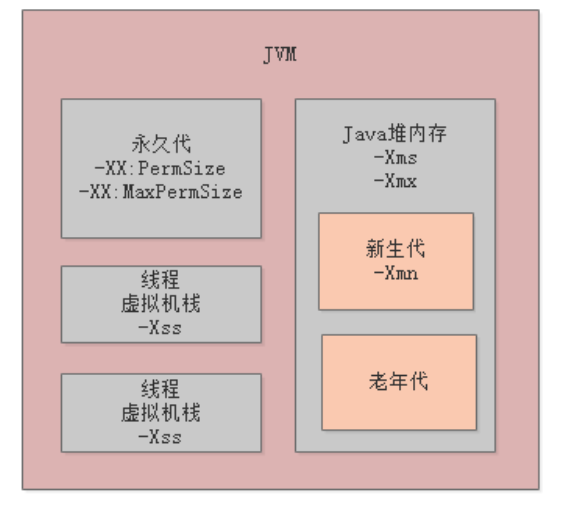 JVM
永久代
-XX:PermSize
-XX:MaxPermSize
线程
虚拟机栈
-Xss
线程
虚拟机栈
-Xss
Java堆内存
-Xms
-Xmx
新生代
-Xmn
老年代